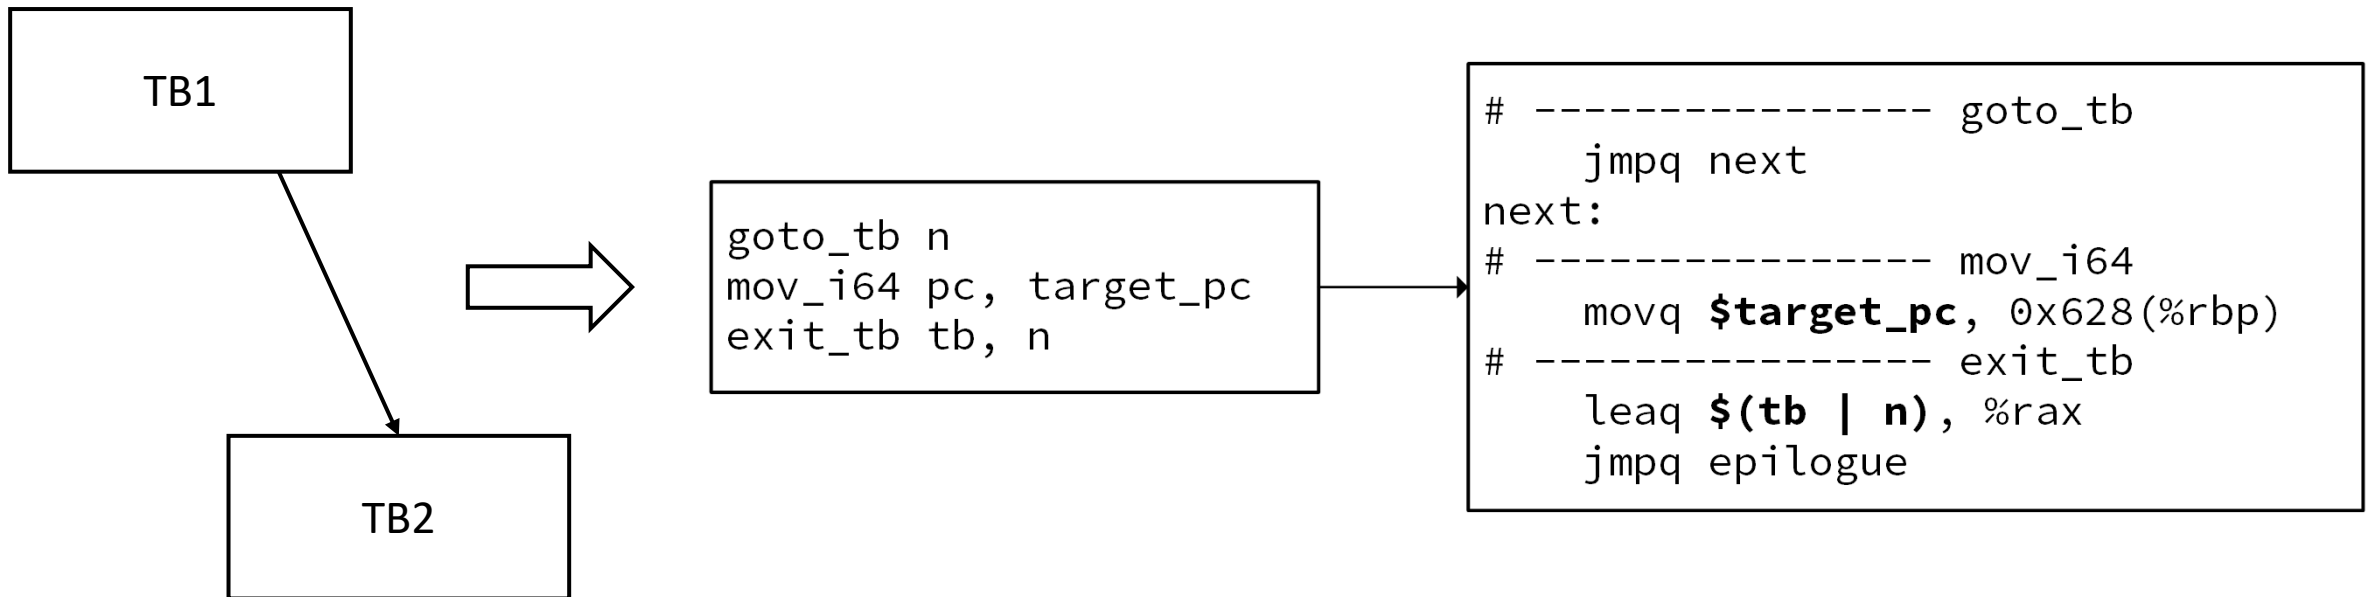 TB1
TB2
goto_tb n
mov_i64 pc, target_pc
exit_tb tb, n
# ---------------- goto_tb
jmpq next
next:
# ---------------- mov_i64
movq $target_pc, 0x628(%rbp)
# ---------------- exit_tb
leaq $(tb | n), %rax
jmpq epilogue